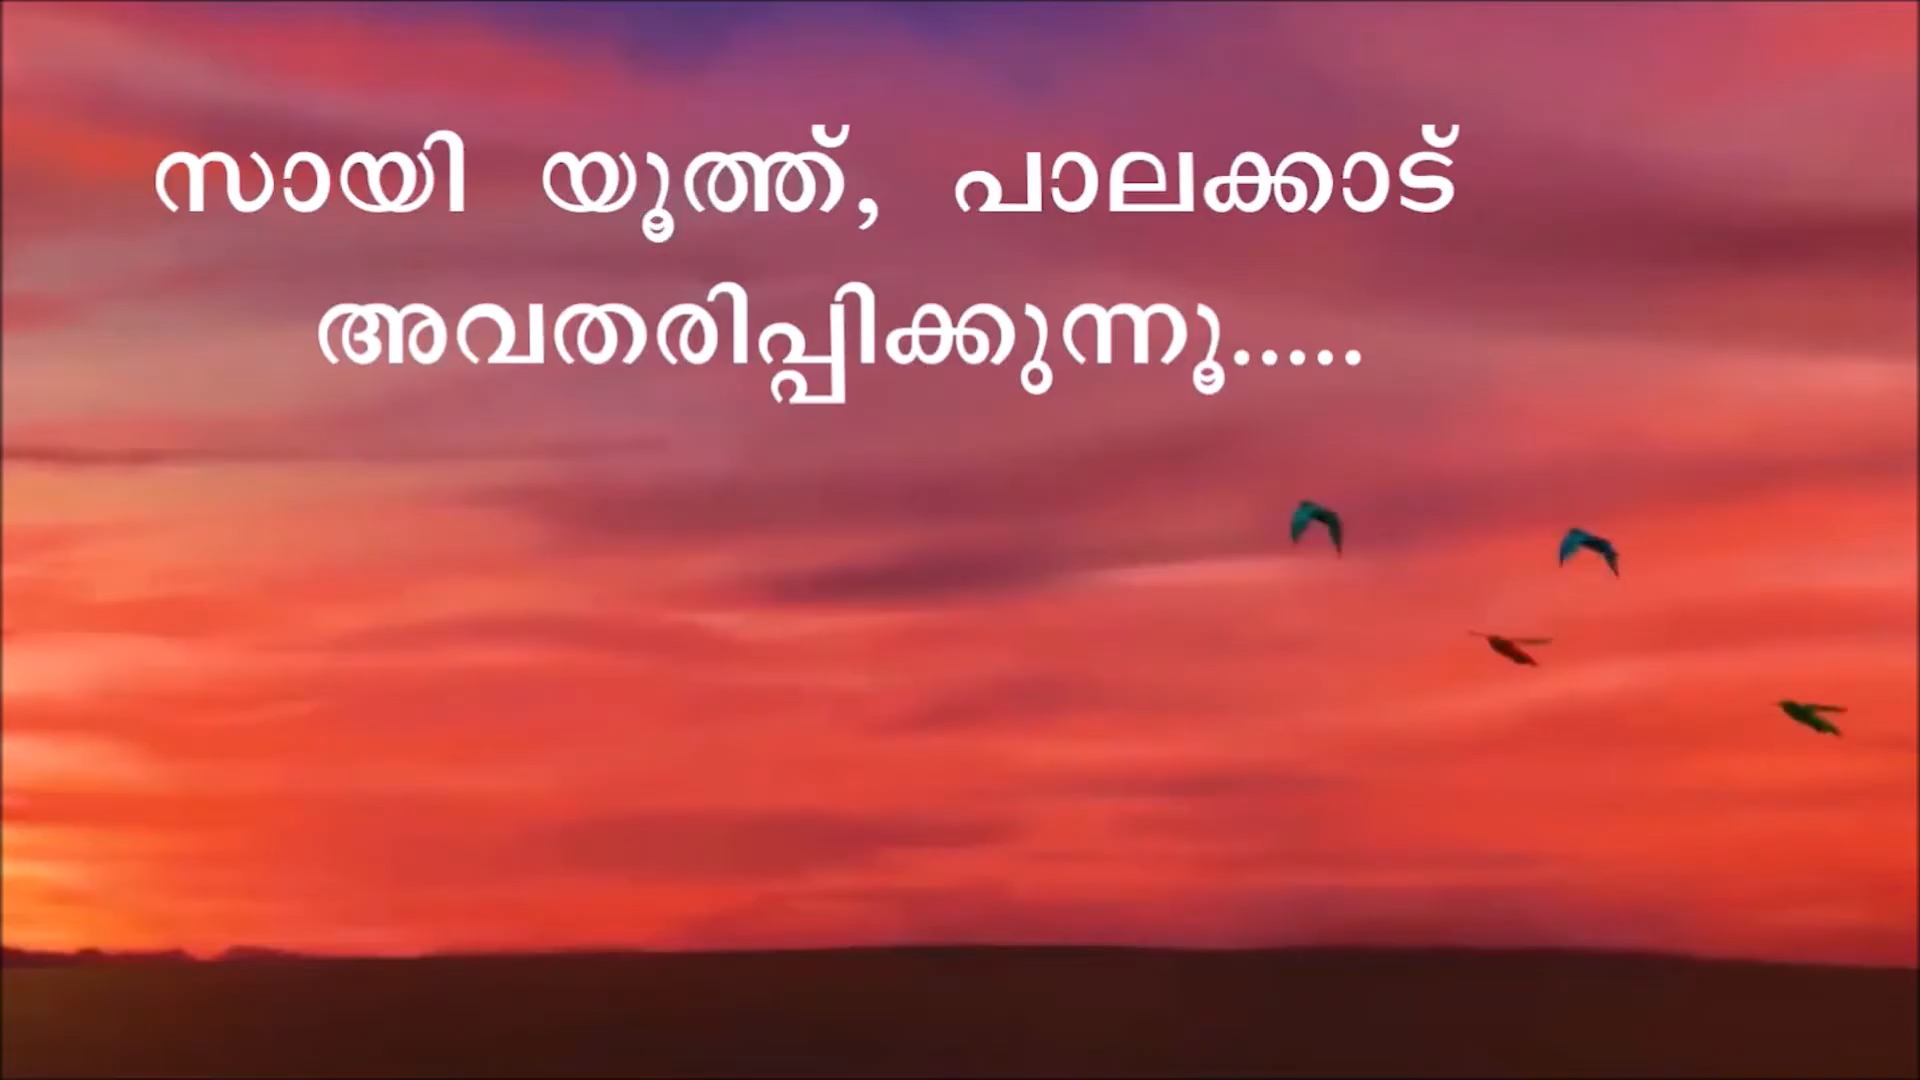 സായി യൂത്ത്, പാലക്കാട്
അവതരിപ്പിക്കുന്നൂ.....